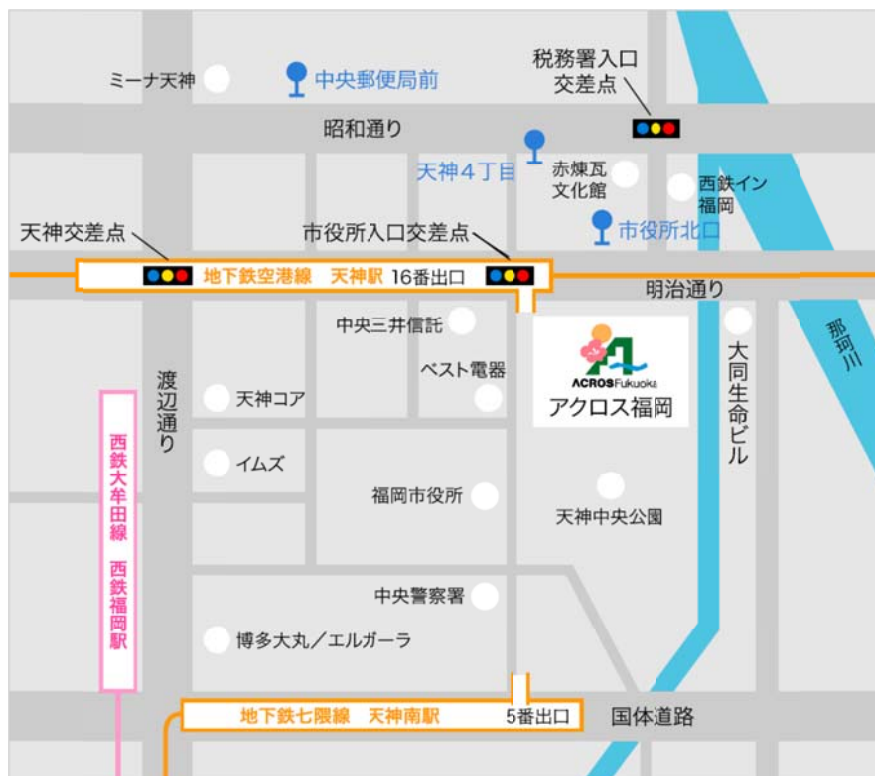 ミーナ天神
中央郵便局前
税務署入口
交差点
昭和通り
天神4丁目
赤煉瓦
文化館
西鉄イン
福岡
天神交差点
市役所入口交差点
市役所北口
地下鉄空港線 天神駅 16番出口
明治通り
中央三井信託
ベスト電器
ACROS Fukuoka
アクロス福岡
大同生命ビル
那珂川
渡辺通り
天神コア
イムズ
西鉄大牟田線 西鉄福岡駅
福岡市役所
天神中央公園
中央警察署
博多大丸／エルガーラ
地下鉄七隈線 天神南駅 5番出口
国体道路